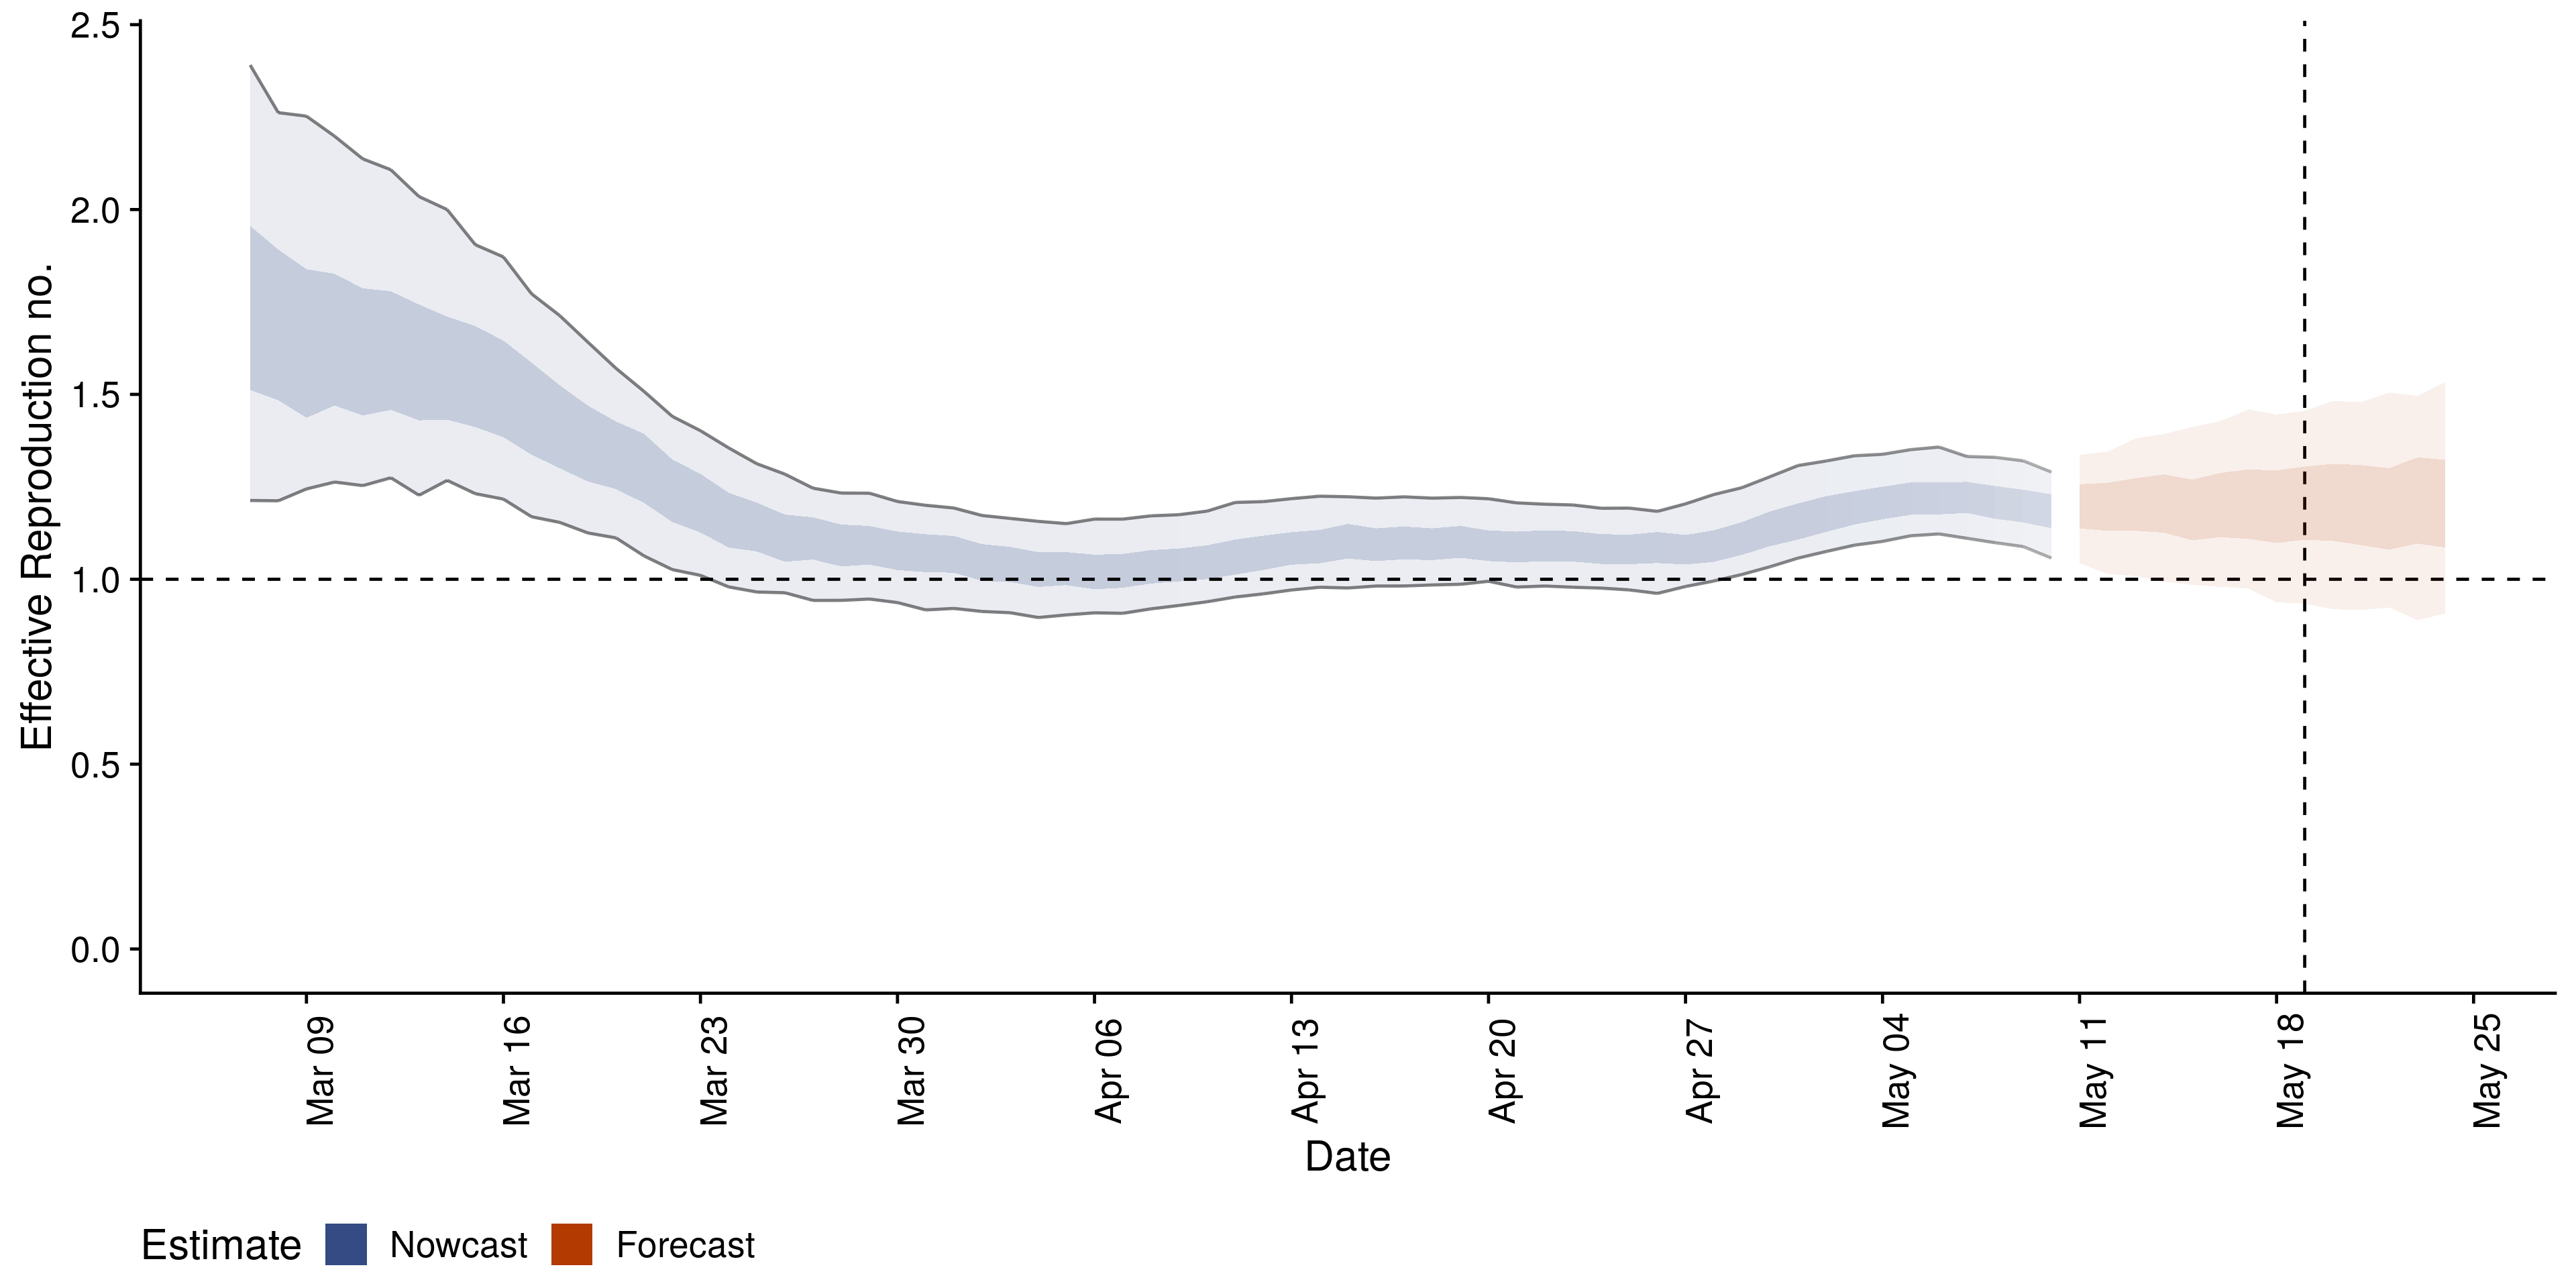 Effective Reproduction no.
2.5
2.0
1.5
1.0
0.5
0.0
Mar 09
Mar 16
Mar 23
Mar 30
Apr 06
Apr 13
Apr 20
Apr 27
May 04
May 11
May 18
May 25
Date
Estimate Nowcast Forecast